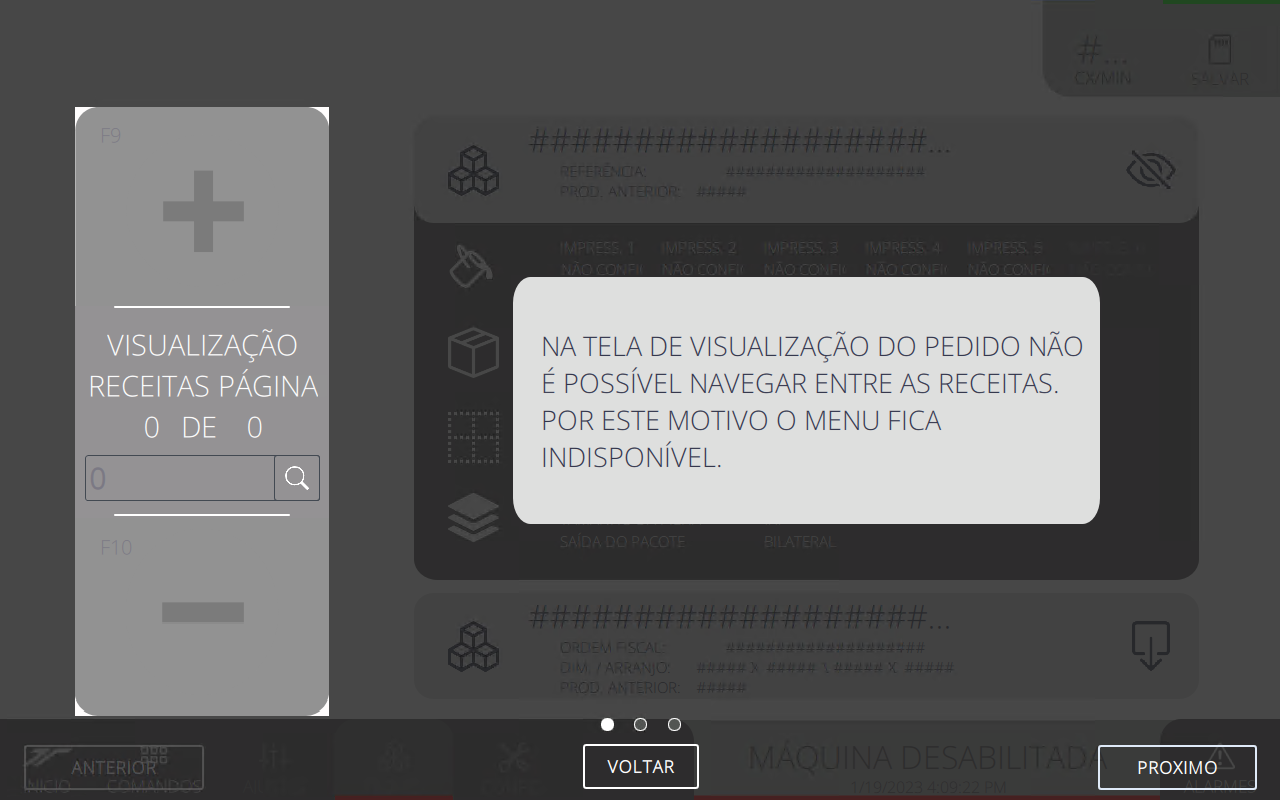 #...
CX/MIN
SALVAR
F9
VISUALIZAÇÃO
RECEITAS PÁGINA
0 DE 0
0
F10
###################...
REFERÊNCIA: ####################
PROD. ANTERIOR: #####
IMPRESS. 1 IMPRESS. 2 IMPRESS. 3 IMPRESS. 4 IMPRESS. 5
NÃO CONFI NÃO CONFI NÃO CONFI NÃO CONFI NÃO CONFI
NA TELA DE VISUALIZAÇÃO DO PEDIDO NÃO
É POSSÍVEL NAVEGAR ENTRE AS RECEITAS.
POR ESTE MOTIVO O MENU FICA
INDISPONÍVEL.
SAÍDA DO PACOTE BILATERAL
###################...
ORDEM FISCAL: ####################
DIM. / ARRANJO: ##### X ##### \ ##### X #####
PROD. ANTERIOR: #####
ANTERIOR
INICIO
COMANDOS
VOLTAR
MÁQUINA DESABILITADA
1/19/2023 4:09:22 PM
PROXIMO
ALARMES